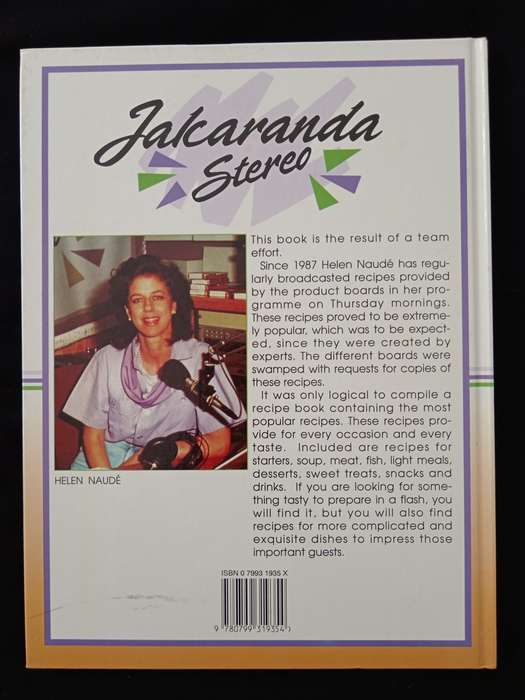 Jakaranda
Stereo
This book is the result of a team
effort.
Since 1987 Helen Naudé has regu-
larly broadcasted recipes provided
by the product boards in her pro-
gramme on Thursday mornings.
These recipes proved to be extreme-
ly popular, which was to be expect-
ed, since they were created by
experts. The different boards were
swamped with requests for copies of
these recipes.
It was only logical to compile a
recipe book containing the most
popular recipes. These recipes pro-
vide for every occasion and every
taste. Included are recipes for
starters, soup, meat, fish, light meals,
desserts, sweet treats, snacks and
drinks. If you are looking for some-
thing tasty to prepare in a flash, you
will find it, but you will also find
recipes for more complicated and
exquisite dishes to impress those
important guests.
HELEN NAUDÉ
ISBN 0 7993 1935 X
9 780799 319354